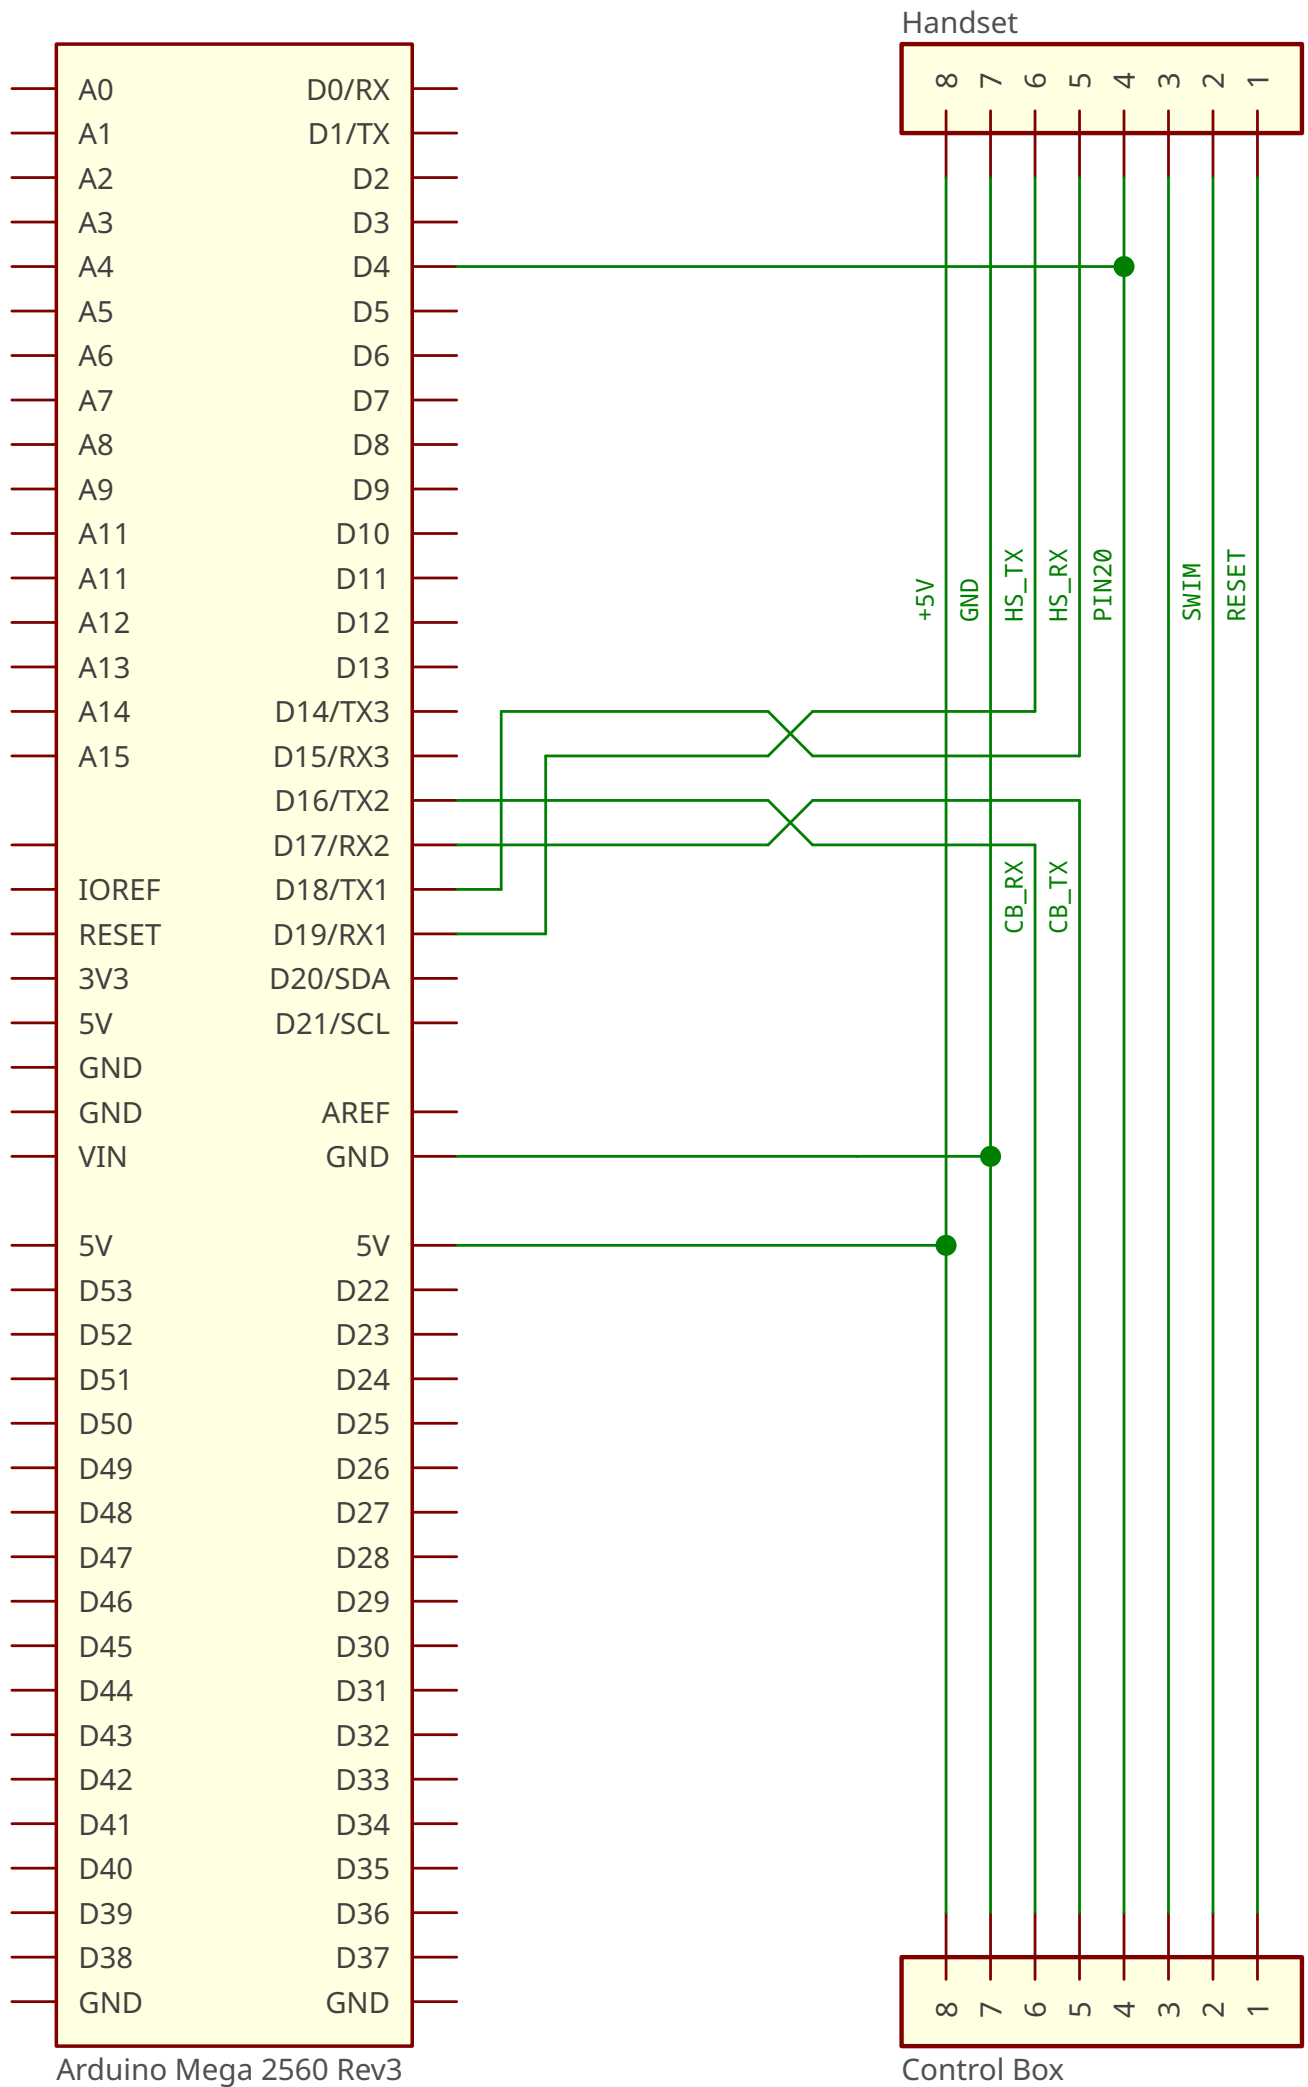 Handset
8 7 6 5 4 3 2 1
A0 D0/RX
A1 D1/TX
A2 D2
A3 D3
A4 D4
A5 D5
A6 D6
A7 D7
A8 D8
A9 D9
A11 D10
A11 D11
A12 D12
A13 D13
A14 D14/TX3
A15 D15/RX3
D16/TX2
D17/RX2
IOREF D18/TX1
RESET D19/RX1
3V3 D20/SDA
5V D21/SCL
GND
GND AREF
VIN GND
5V 5V
D53 D22
D52 D23
D51 D24
D50 D25
D49 D26
D48 D27
D47 D28
D46 D29
D45 D30
D44 D31
D43 D32
D42 D33
D41 D34
D40 D35
D39 D36
D38 D37
GND GND
Arduino Mega 2560 Rev3
+5V
GND
HS_TX
HS_RX
PIN20
SWIM
RESET
CB_RX
CB_TX
8 7 6 5 4 3 2 1
Control Box